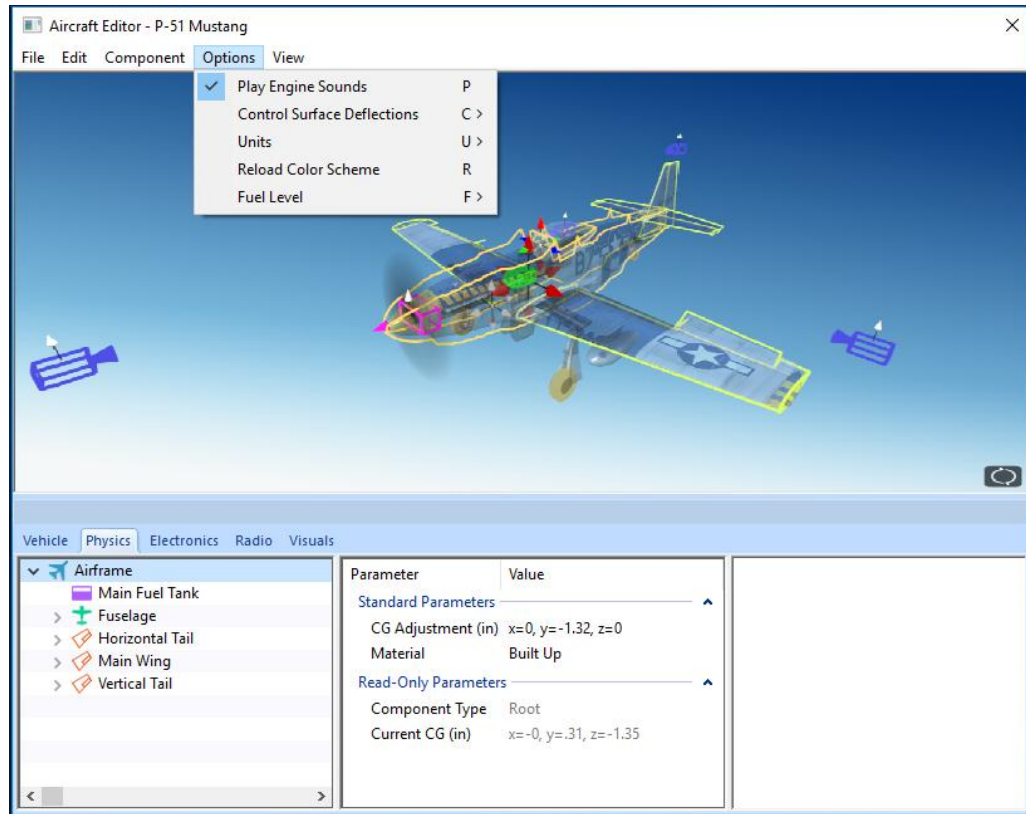 Aircraft Editor - P-51 Mustang
File Edit Component Options View
Play Engine Sounds P
Control Surface Deflections C >
Units U >
Reload Color Scheme R
Fuel Level F >
Vehicle Physics Electronics Radio Visuals
Airframe
Main Fuel Tank
Fuselage
Horizontal Tail
Main Wing
Vertical Tail
Parameter Value
Standard Parameters
CG Adjustment (in) x=0, y=-1.32, z=0
Material Built Up
Read-Only Parameters
Component Type Root
Current CG (in) x=-0, y=.31, z=-1.35